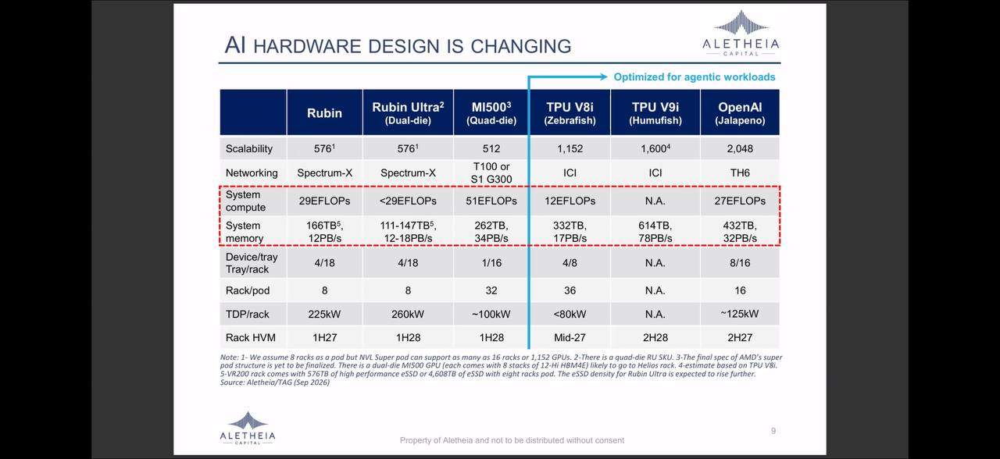 AI HARDWARE DESIGN IS CHANGING
ALETHEIA
CAPITAL
Optimized for agentic workloads
Rubin
Rubin Ultra²
(Dual-die)
MI500³
(Quad-die)
TPU V8i
(Zebrafish)
TPU V9i
(Humufish)
OpenAI
(Jalapeno)
Scalability 576¹ 576¹ 512 1,152 1,600⁴ 2,048
Networking Spectrum-X Spectrum-X T100 or
S1 G300 ICI ICI TH6
System
compute 29EFLOPs <29EFLOPs 51EFLOPs 12EFLOPs N.A. 27EFLOPs
System
memory 166TB⁵,
12PB/s 111-147TB⁵,
12-18PB/s 262TB,
34PB/s 332TB,
17PB/s 614TB,
78PB/s 432TB,
32PB/s
Device/tray
Tray/rack 4/18 4/18 1/16 4/8 N.A. 8/16
Rack/pod 8 8 32 36 N.A. 16
TDP/rack 225kW 260kW ~100kW <80kW N.A. ~125kW
Rack HVM 1H27 1H28 1H28 Mid-27 2H28 2H27
Note: 1- We assume 8 racks as a pod but NVL Super pod can support as many as 16 racks or 1,152 GPUs. 2-There is a quad-die RU SKU. 3-The final spec of AMD's super
pod structure is yet to be finalized. There is a dual-die MI500 GPU (each comes with 8 stacks of 12-Hi HBM4E) likely to go to Helios rack. 4-estimate based on TPU V8i.
5-VR200 rack comes with 576TB of high performance eSSD or 4,608TB of eSSD with eight racks pod. The eSSD density for Rubin Ultra is expected to rise further.
Source: Aletheia/TAG (Sep 2026)
ALETHEIA
CAPITAL
Property of Aletheia and not to be distributed without consent
9